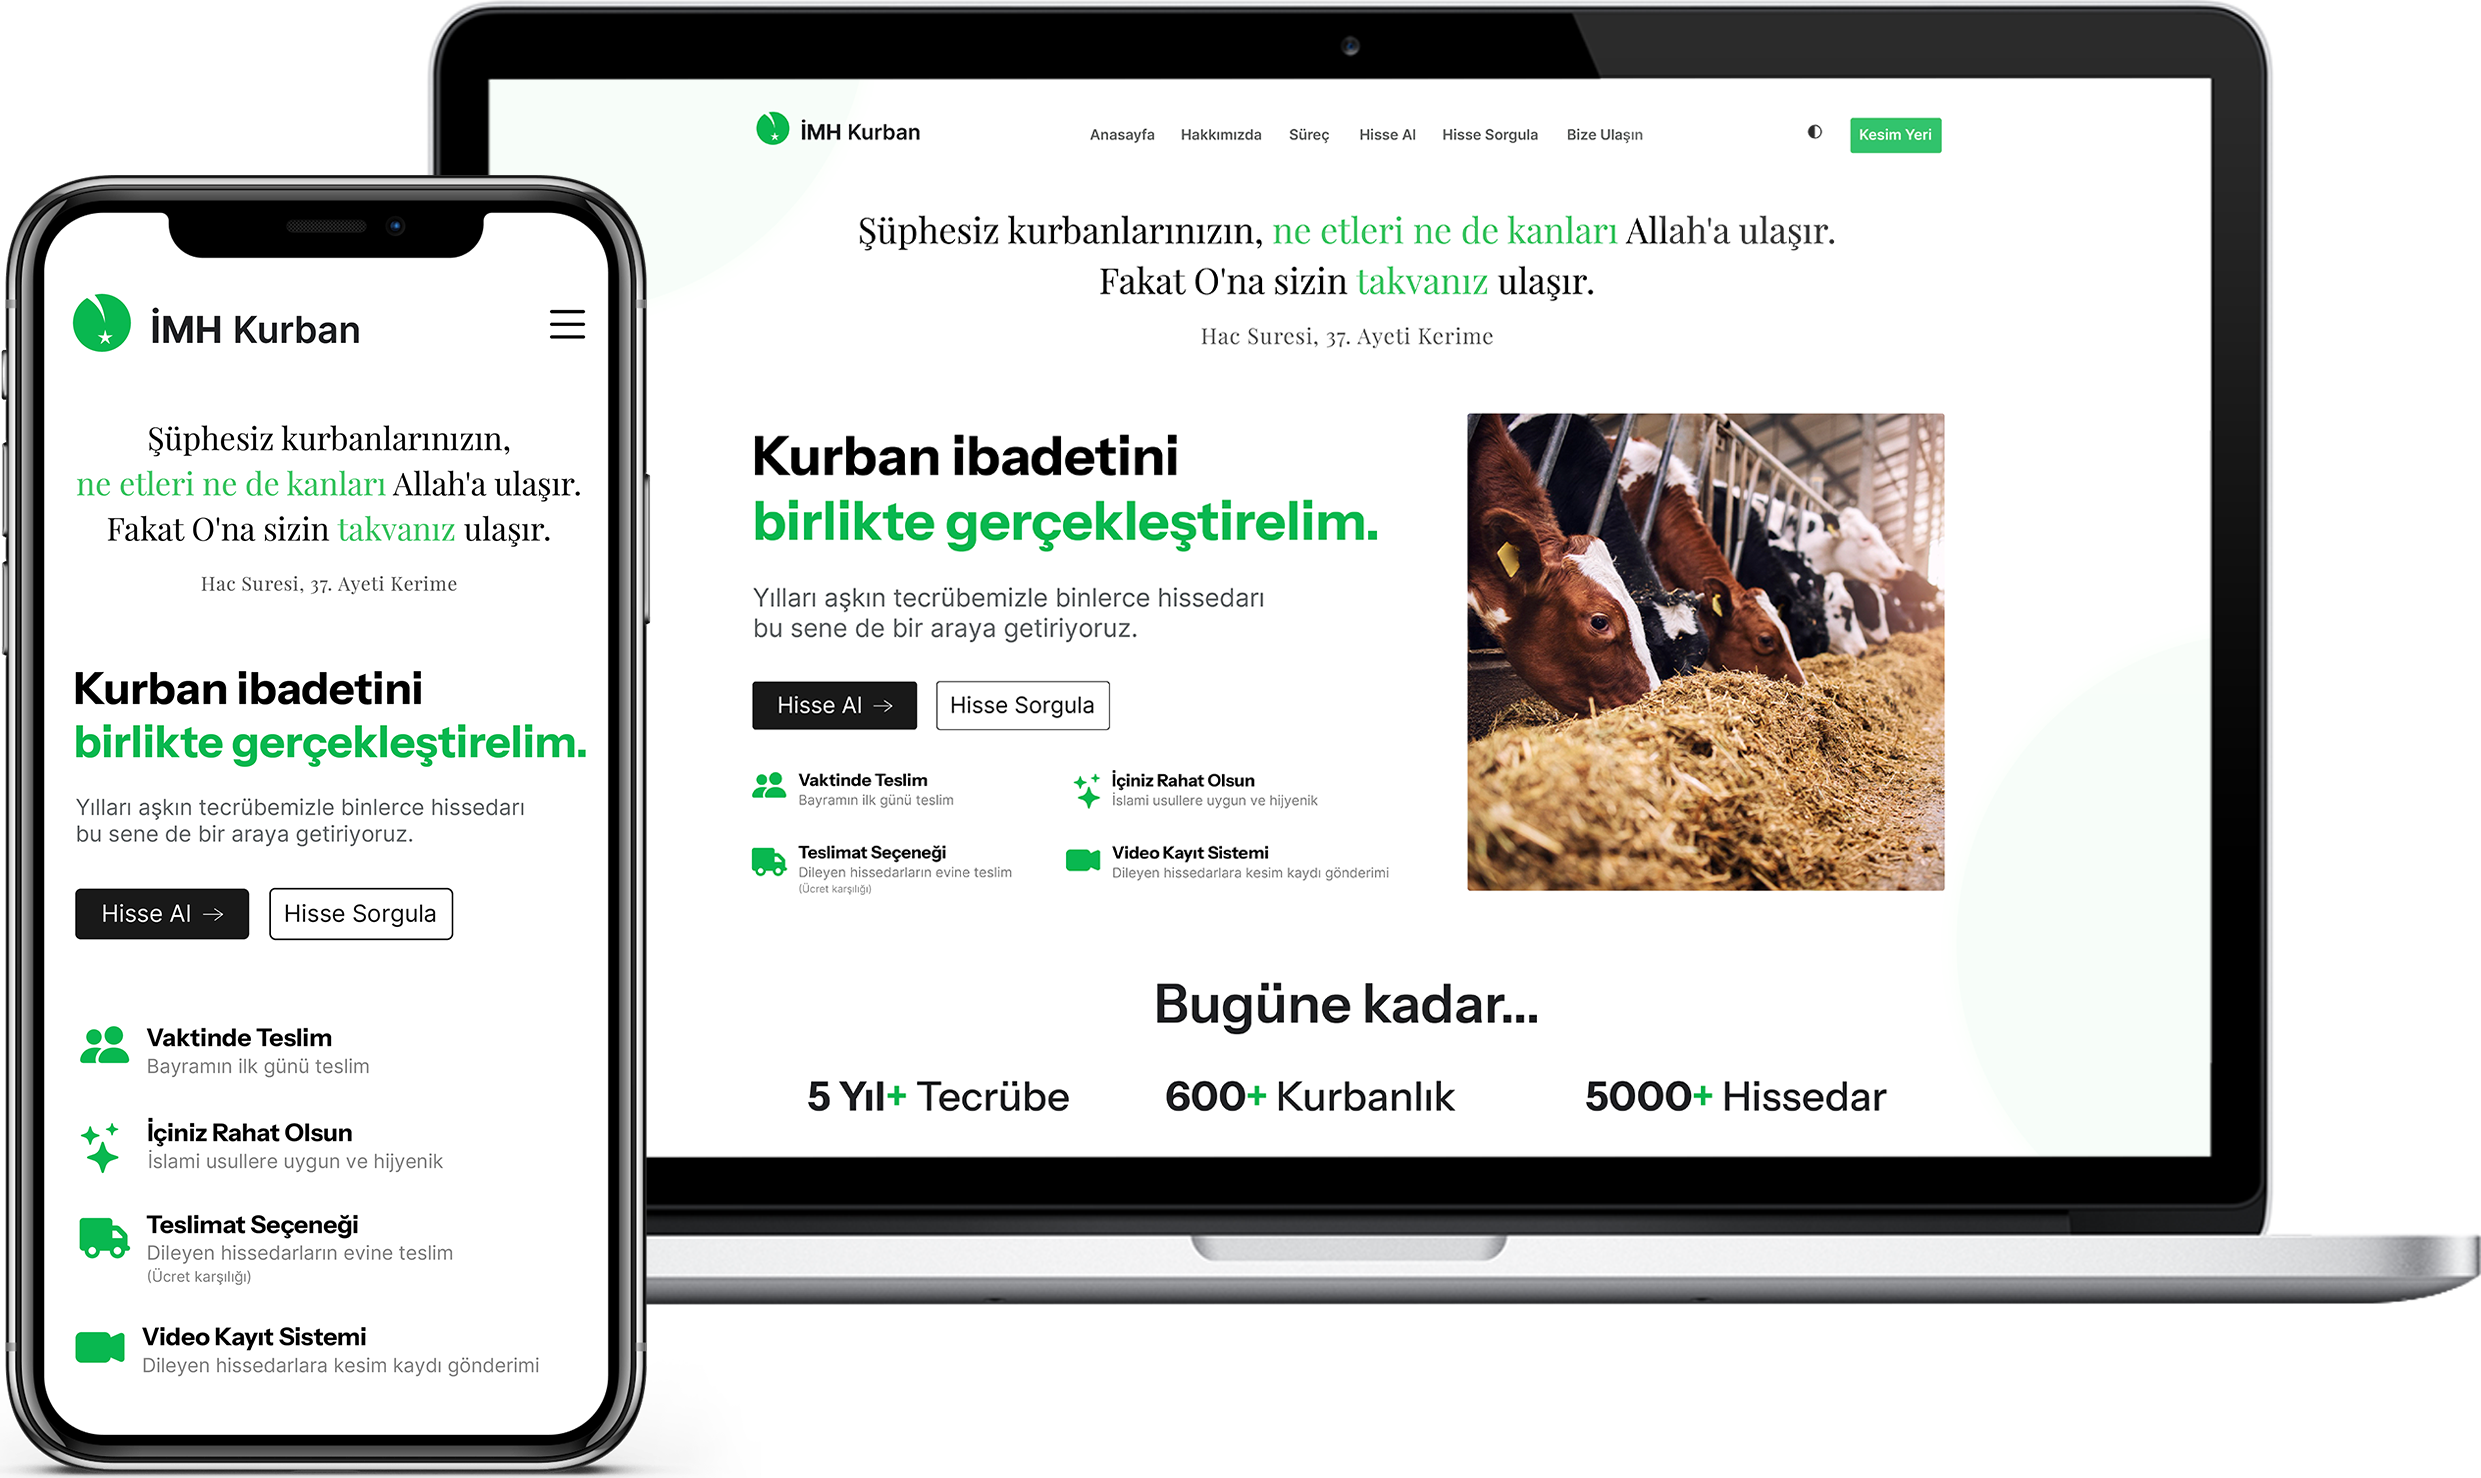 İMH Kurban
Şüphesiz kurbanlarınızın,
ne etleri ne de kanları Allah'a ulaşır.
Fakat O'na sizin takvanız ulaşır.
Hac Suresi, 37. Ayeti Kerime
Kurban ibadetini
birlikte gerçekleştirelim.
Yılları aşkın tecrübemizle binlerce hissedarı
bu sene de bir araya getiriyoruz.
Hisse Al → Hisse Sorgula
Vaktinde Teslim
Bayramın ilk günü teslim
İçiniz Rahat Olsun
İslami usullere uygun ve hijyenik
Teslimat Seçeneği
Dileyen hissedarların evine teslim
(Ücret karşılığı)
Video Kayıt Sistemi
Dileyen hissedarlara kesim kaydı gönderimi
İMH Kurban Anasayfa Hakkımızda Süreç Hisse Al Hisse Sorgula Bize Ulaşın Kesim Yeri
Şüphesiz kurbanlarınızın, ne etleri ne de kanları Allah'a ulaşır.
Fakat O'na sizin takvanız ulaşır.
Hac Suresi, 37. Ayeti Kerime
Kurban ibadetini
birlikte gerçekleştirelim.
Yılları aşkın tecrübemizle binlerce hissedarı
bu sene de bir araya getiriyoruz.
Hisse Al → Hisse Sorgula
Vaktinde Teslim
Bayramın ilk günü teslim
İçiniz Rahat Olsun
İslami usullere uygun ve hijyenik
Teslimat Seçeneği
Dileyen hissedarların evine teslim
(Ücret karşılığı)
Video Kayıt Sistemi
Dileyen hissedarlara kesim kaydı gönderimi
Bugüne kadar...
5 Yıl+ Tecrübe 600+ Kurbanlık 5000+ Hissedar